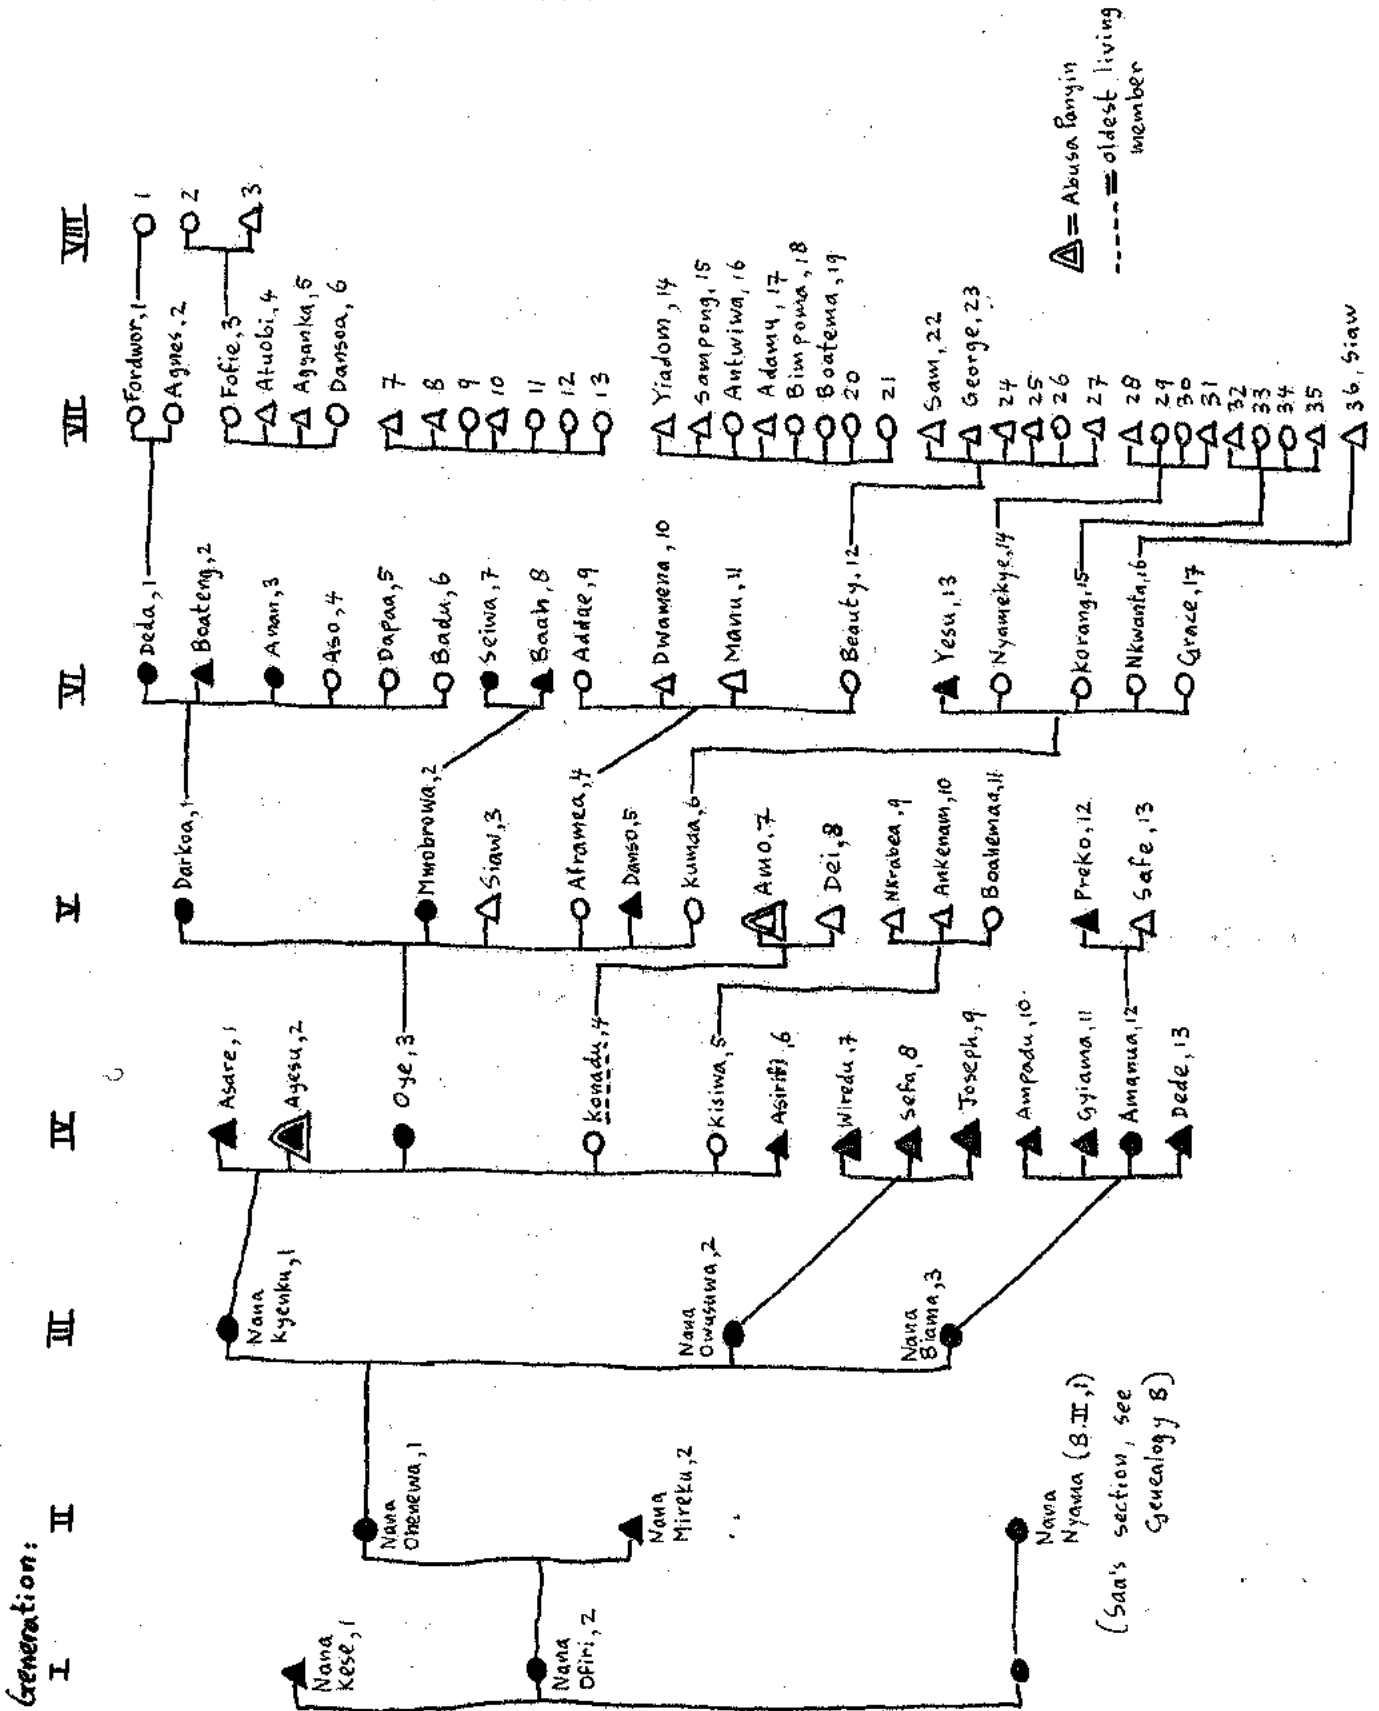 Generation:
I
II
III
IV
V
VI
VII
VIII
Nana
Kese, 1
Nana
Ofiri, 2
Nana
Ohenewa, 1
Nana
Mireku, 2
Nana
Nyama (B.II, 1)
(Saa's section, see
Genealogy B)
Nana
Kyenku, 1
Nana
Owusuwa, 2
Nana
Biama, 3
Asare, 1
Ayesu, 2
Oye, 3
Konadu, 4
Kisiwa, 5
Asirifi, 6
Wiredu, 7
Sefa, 8
Joseph, 9
Ampadu, 10
Gyiama, 11
Amanua, 12
Dede, 13
Darkoa, 1
Mmobrowa, 2
Siaw, 3
Aframea, 4
Danso, 5
Kumaa, 6
Amo, 7
Dei, 8
Nkrabea, 9
Ankenam, 10
Boahemaa, 11
Preko, 12
Safe, 13
Deda, 1
Boateng, 2
Anan, 3
Aso, 4
Dapaa, 5
Badu, 6
Seiwa, 7
Baah, 8
Addae, 9
Dwamena, 10
Manu, 11
Beauty, 12
Yesu, 13
Nyamekye, 14
Korang, 15
Nkwanta, 16
Grace, 17
Fordwor, 1
Agnes, 2
Fofie, 3
Atuobi, 4
Agyanka, 5
Dansoa, 6
7
8
9
10
11
12
13
Yiadom, 14
Sampong, 15
Antwiwa, 16
Adamu, 17
Bimpoma, 18
Boatema, 19
20
21
Sam, 22
George, 23
24
25
26
27
28
29
30
31
32
33
34
35
36, Siaw
1
2
3
= Abusa Panyin
---- = oldest living
member